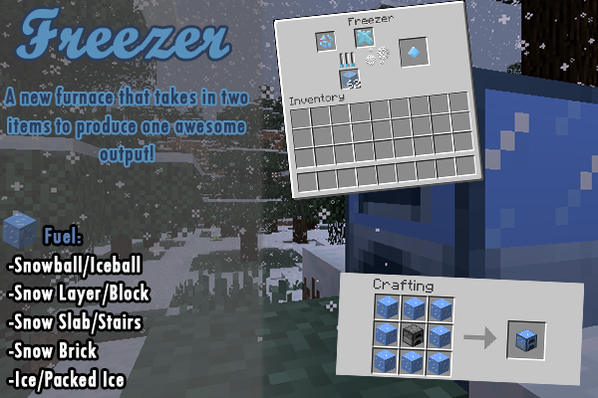 Freezer
A new furnace that takes in two
items to produce one awesome
output!
Fuel:
-Snowball/Iceball
-Snow Layer/Block
-Snow Slab/Stairs
-Snow Brick
-Ice/Packed Ice
Freezer
Inventory
Crafting